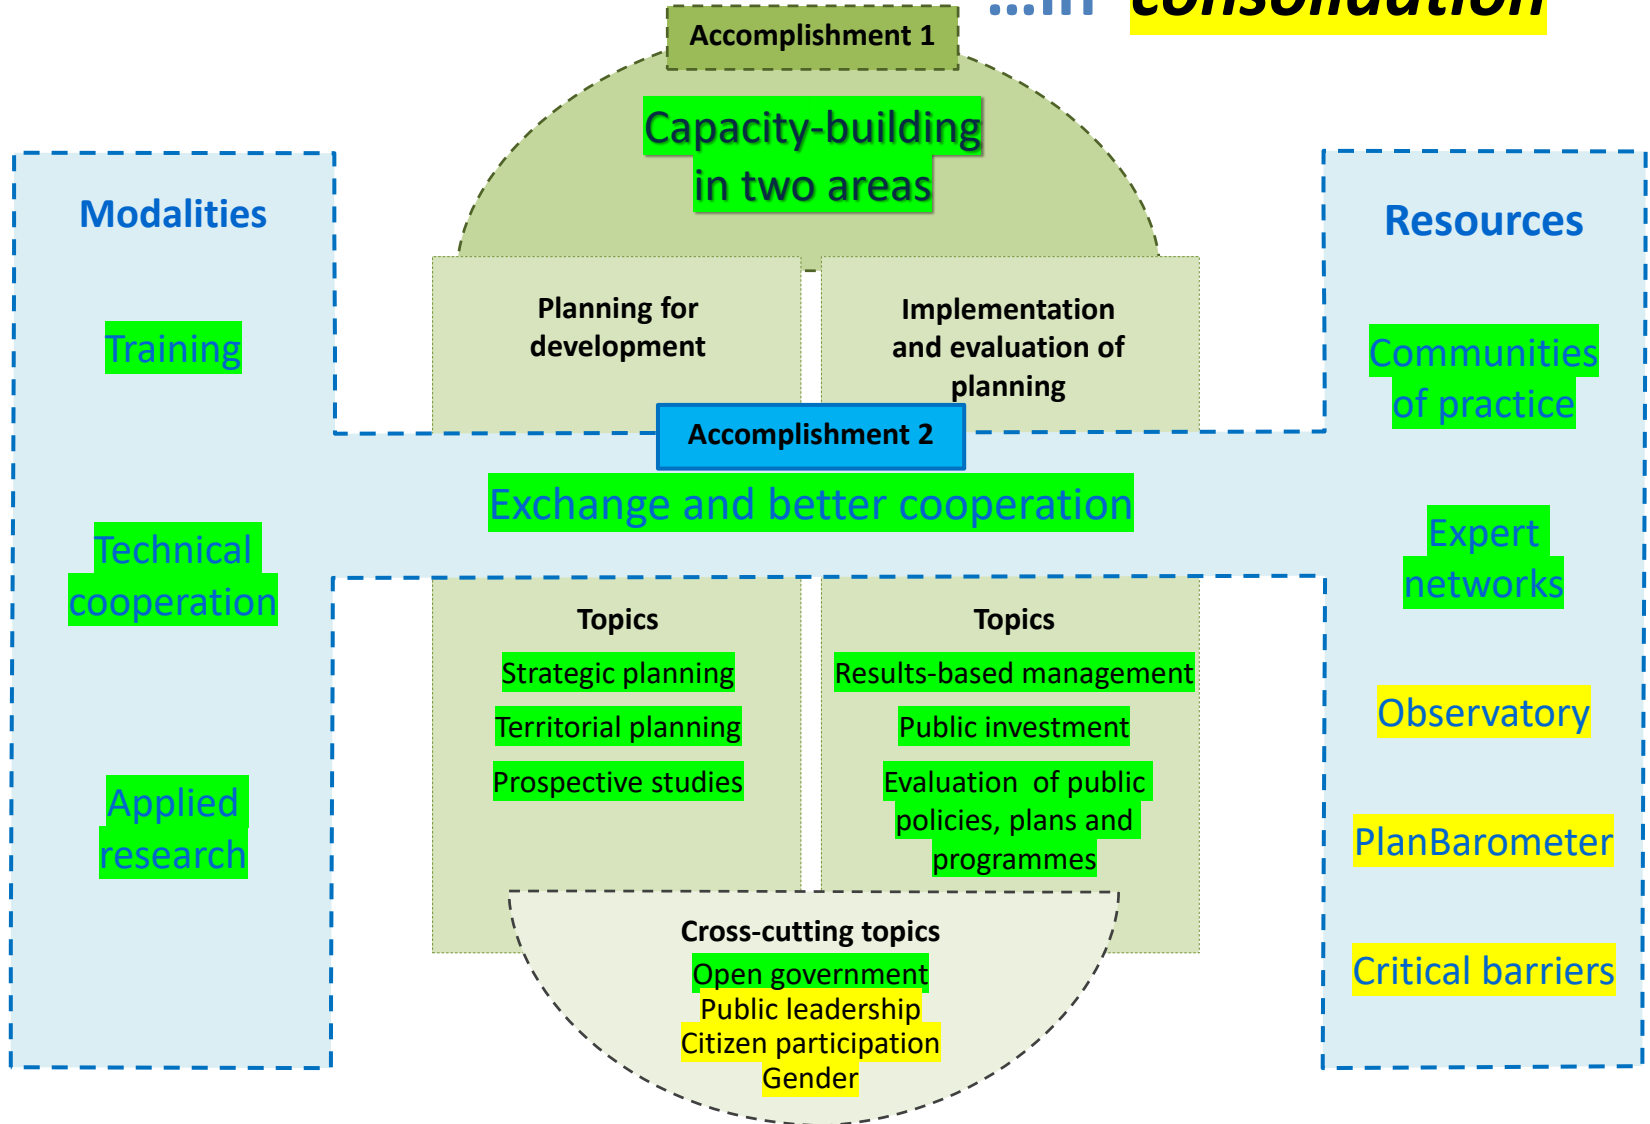 ...in consolidation
Accomplishment 1
Capacity-building
in two areas
Modalities
Training
Technical
cooperation
Applied
research
Planning for
development
Implementation
and evaluation of
planning
Accomplishment 2
Exchange and better cooperation
Topics
Strategic planning
Territorial planning
Prospective studies
Topics
Results-based management
Public investment
Evaluation of public
policies, plans and
programmes
Cross-cutting topics
Open government
Public leadership
Citizen participation
Gender
Resources
Communities
of practice
Expert
networks
Observatory
PlanBarometer
Critical barriers